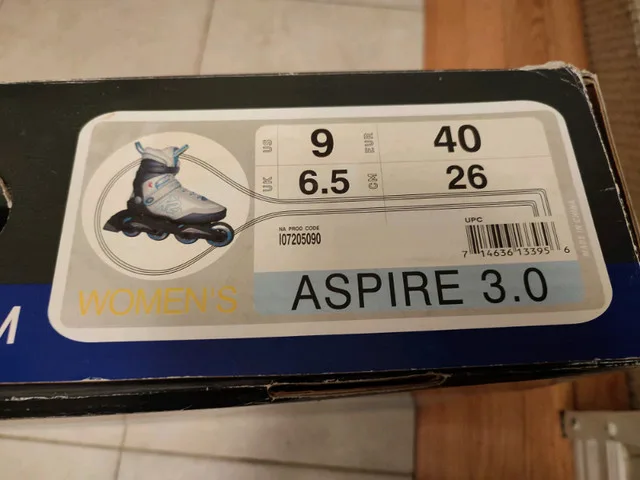 US 9 EUR 40
UK 6.5 CM 26
NA PROD CODE
I07205090
UPC
7 14636 13395 6
MADE IN CHINA
WOMEN'S
ASPIRE 3.0
M